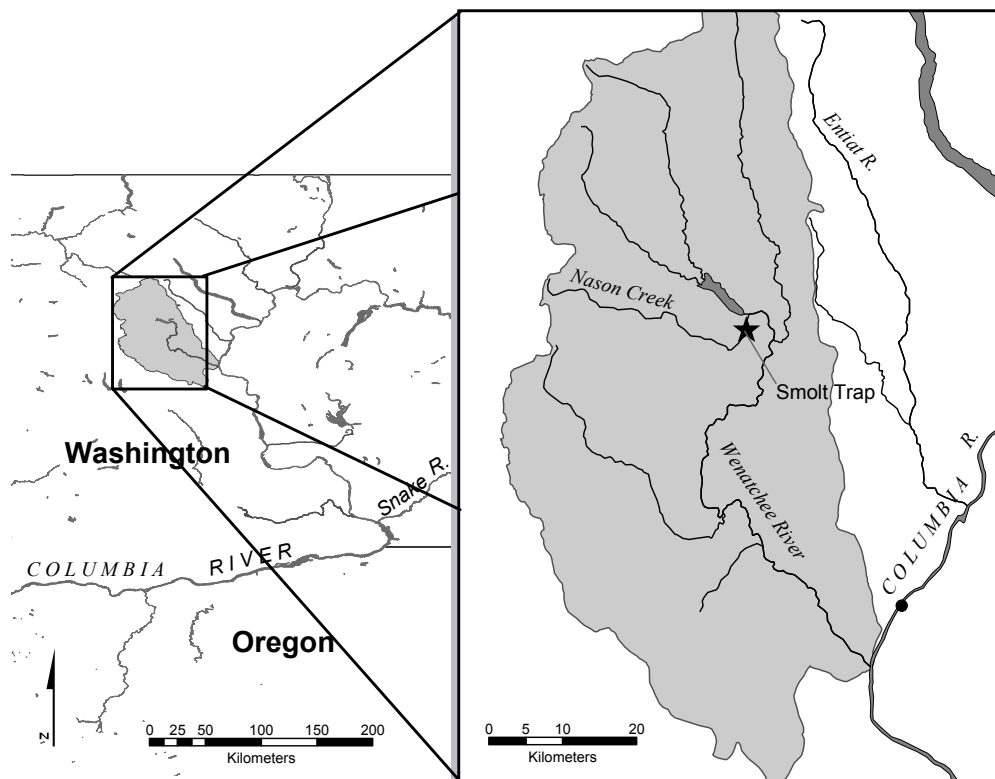 Washington
Snake R.
COLUMBIA RIVER
Oregon
N
0 25 50 100 150 200
Kilometers
Entiat R.
Nason Creek
Smolt Trap
Wenatchee River
COLUMBIA R.
0 5 10 20
Kilometers